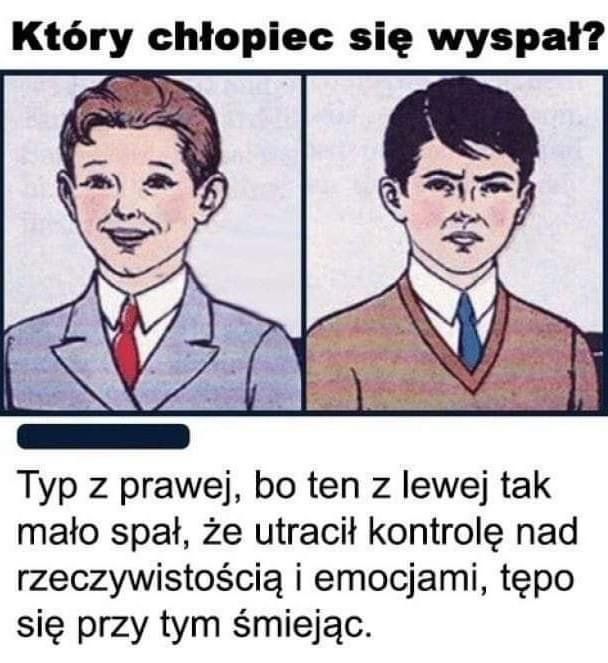 Który chłopiec się wyspał?
Typ z prawej, bo ten z lewej tak
mało spał, że utracił kontrolę nad
rzeczywistością i emocjami, tępo
się przy tym śmiejąc.